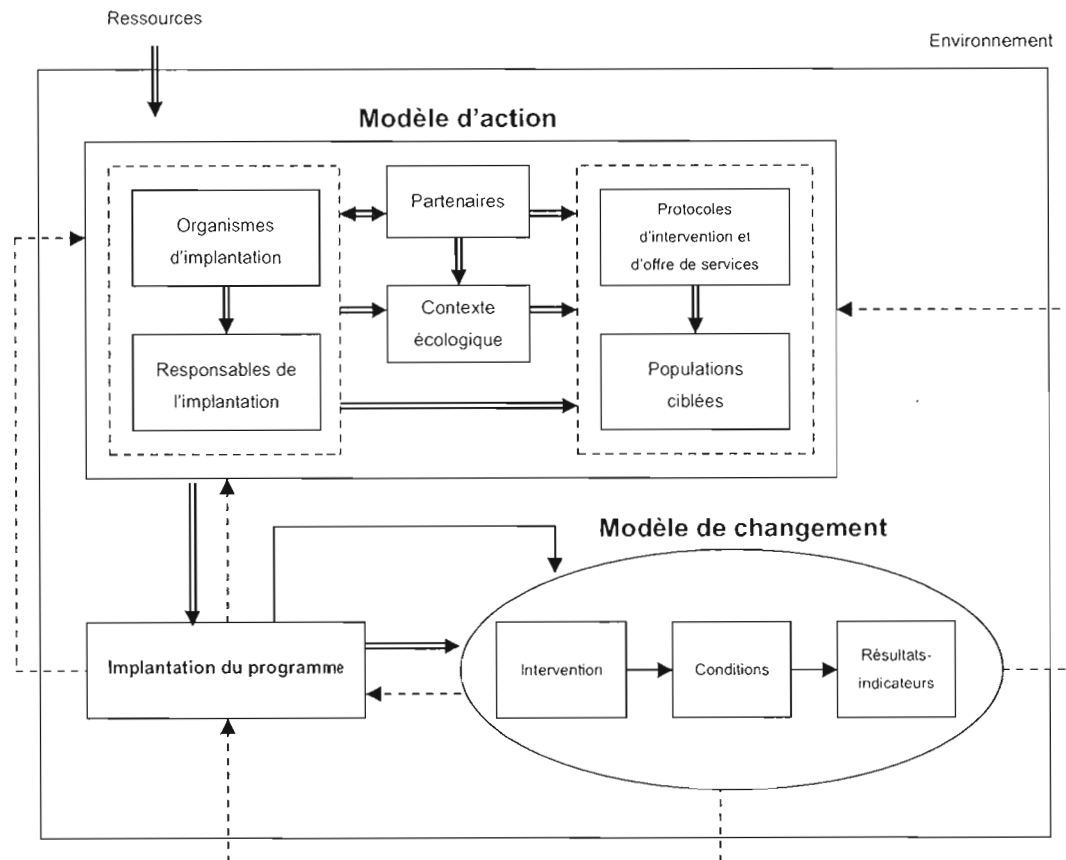 Ressources
Environnement
Modèle d'action
Organismes
d'implantation
Partenaires
Protocoles
d'intervention et
d'offre de services
Contexte
écologique
Responsables de
l'implantation
Populations
ciblées
Modèle de changement
Implantation du programme
Intervention
Conditions
Résultats-
indicateurs